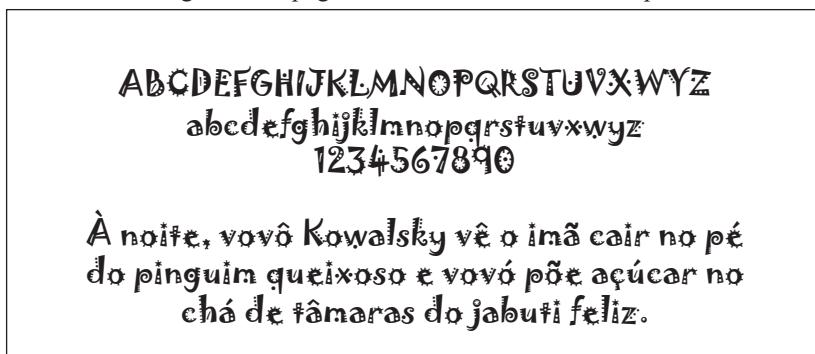 ABCDEFGHIJKLMNOPQRSTUVXWYZ
abcdefghijklmnopqrstuvxwyz
1234567890
À noite, vovô Kowalsky vê o imã cair no pé
do pinguim queixoso e vovó põe açúcar no
chá de tâmaras do jabuti feliz.